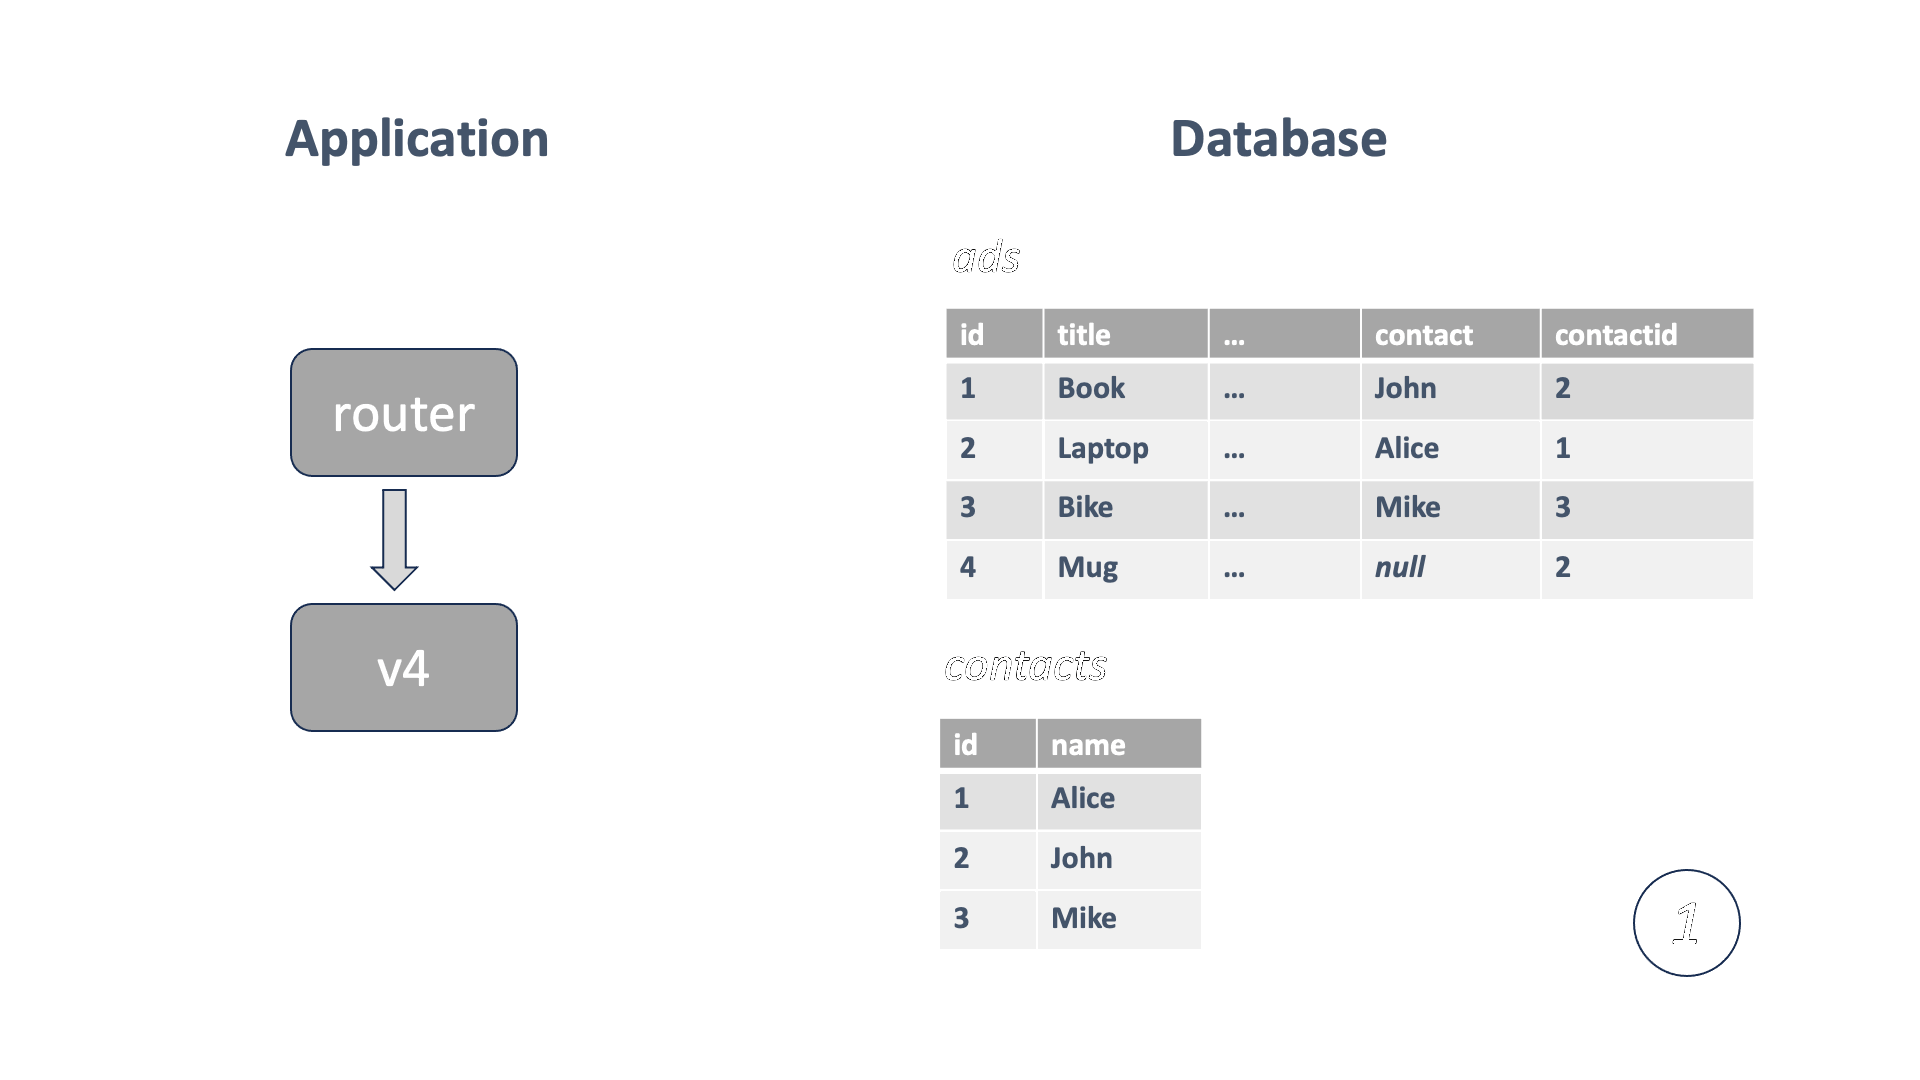 Application
Database
router
v4
ads
id title ... contact contactid
1 Book ... John 2
2 Laptop ... Alice 1
3 Bike ... Mike 3
4 Mug ... null 2
contacts
id name
1 Alice
2 John
3 Mike
1